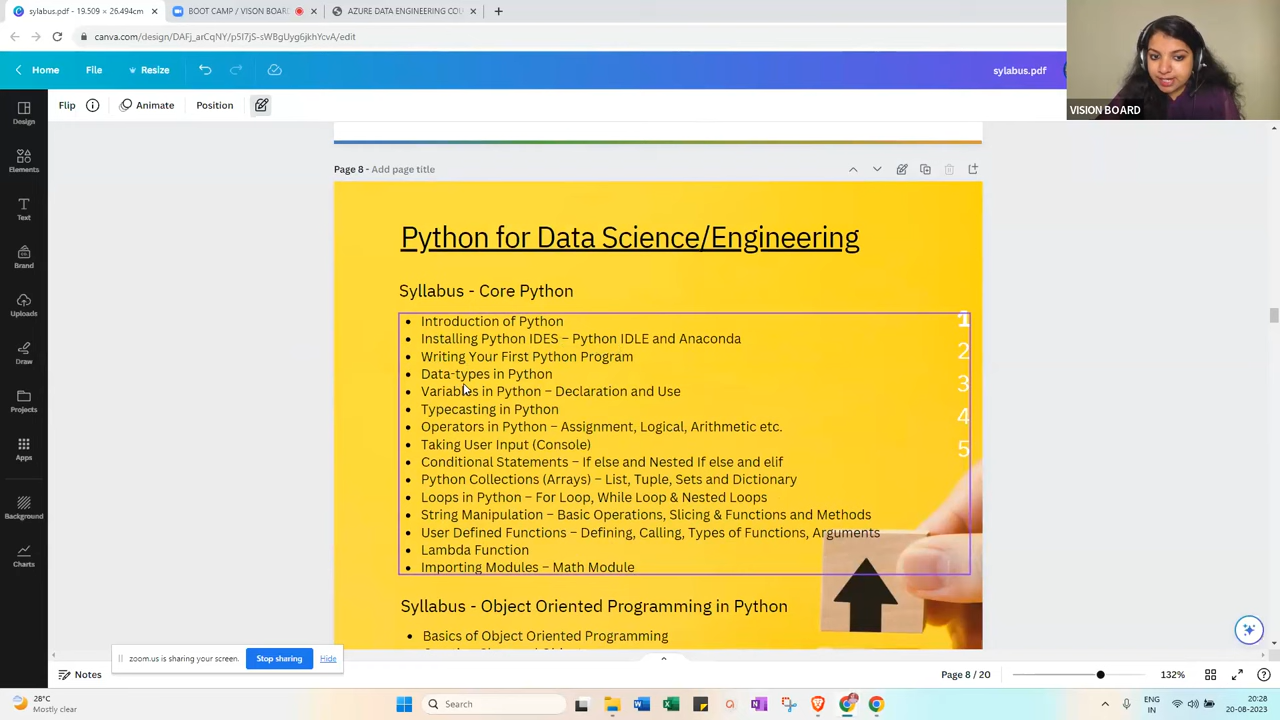 sylabus.pdf - 19.509 × 26.494cm
BOOT CAMP / VISON BOAR
AZURE DATA ENGINEERING COU
canva.com/design/DAFj_arCqNY/p5I7jS-sWBgUyg6jkhYcvA/edit
Home
File
Resize
sylabus.pdf
VISION BOARD
Flip
Animate
Position
Design
Elements
Text
Brand
Uploads
Draw
Projects
Apps
Background
Charts
Page 8 - Add page title
Python for Data Science/Engineering
Syllabus - Core Python
• Introduction of Python
• Installing Python IDES – Python IDLE and Anaconda
• Writing Your First Python Program
• Data-types in Python
• Variables in Python – Declaration and Use
• Typecasting in Python
• Operators in Python – Assignment, Logical, Arithmetic etc.
• Taking User Input (Console)
• Conditional Statements – If else and Nested If else and elif
• Python Collections (Arrays) – List, Tuple, Sets and Dictionary
• Loops in Python – For Loop, While Loop & Nested Loops
• String Manipulation – Basic Operations, Slicing & Functions and Methods
• User Defined Functions – Defining, Calling, Types of Functions, Arguments
• Lambda Function
• Importing Modules – Math Module
1
2
3
4
5
Syllabus - Object Oriented Programming in Python
• Basics of Object Oriented Programming
zoom.us is sharing your screen.
Stop sharing
Hide
Notes
Page 8 / 20
132%
28°C
Mostly clear
Search
ENG
IN
20:28
20-08-2023